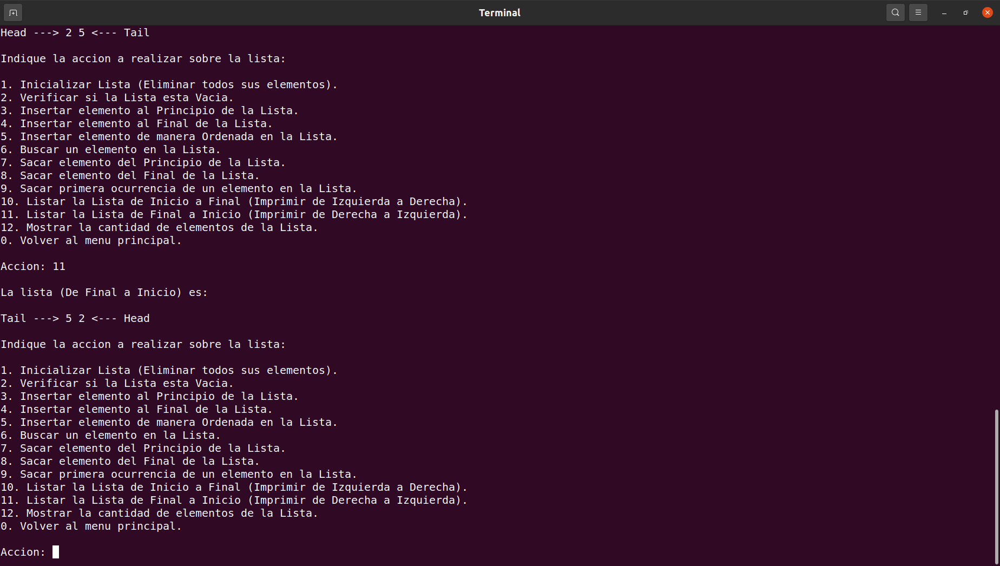 Terminal
Head ---> 2 5 <--- Tail
Indique la accion a realizar sobre la lista:
1. Inicializar Lista (Eliminar todos sus elementos).
2. Verificar si la Lista esta Vacia.
3. Insertar elemento al Principio de la Lista.
4. Insertar elemento al Final de la Lista.
5. Insertar elemento de manera Ordenada en la Lista.
6. Buscar un elemento en la Lista.
7. Sacar elemento del Principio de la Lista.
8. Sacar elemento del Final de la Lista.
9. Sacar primera ocurrencia de un elemento en la Lista.
10. Listar la Lista de Inicio a Final (Imprimir de Izquierda a Derecha).
11. Listar la Lista de Final a Inicio (Imprimir de Derecha a Izquierda).
12. Mostrar la cantidad de elementos de la Lista.
0. Volver al menu principal.
Accion: 11
La lista (De Final a Inicio) es:
Tail ---> 5 2 <--- Head
Indique la accion a realizar sobre la lista:
1. Inicializar Lista (Eliminar todos sus elementos).
2. Verificar si la Lista esta Vacia.
3. Insertar elemento al Principio de la Lista.
4. Insertar elemento al Final de la Lista.
5. Insertar elemento de manera Ordenada en la Lista.
6. Buscar un elemento en la Lista.
7. Sacar elemento del Principio de la Lista.
8. Sacar elemento del Final de la Lista.
9. Sacar primera ocurrencia de un elemento en la Lista.
10. Listar la Lista de Inicio a Final (Imprimir de Izquierda a Derecha).
11. Listar la Lista de Final a Inicio (Imprimir de Derecha a Izquierda).
12. Mostrar la cantidad de elementos de la Lista.
0. Volver al menu principal.
Accion: